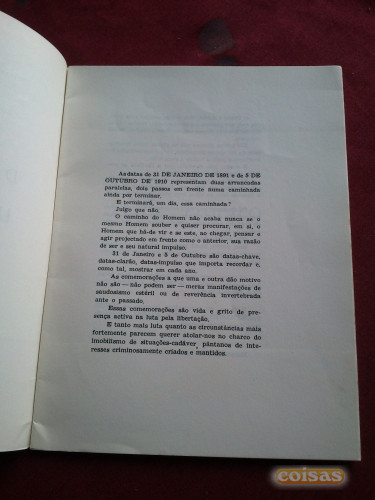 As datas de 31 DE JANEIRO DE 1891 e de 5 DE
OUTUBRO DE 1910 representam duas arrancadas
paralelas, dois passos em frente numa caminhada
ainda por terminar.
E terminará, um dia, essa caminhada?
Julgo que não.
O caminho do Homem não acaba nunca se o
mesmo Homem souber e quiser procurar, em si, o
Homem que há-de vir e se este, ao chegar, pensar e
agir projectado em frente como o anterior, sua razão
de ser e seu natural impulso.
31 de Janeiro e 5 de Outubro são datas-chave,
datas-clarão, datas-impulso que importa recordar e,
como tal, mostrar em cada ano.
As comemorações a que uma e outra dão motivo
não são — não podem ser — meras manifestações de
saudosismo estéril ou de reverência invertebrada
ante o passado.
Essas comemorações são vida e grito de pre-
sença activa na luta pela libertação.
E tanto mais luta quanto as circunstâncias mais
fortemente parecem querer atolar-nos no charco do
imobilismo de situações-cadáver, pântanos de inte-
resses criminosamente criados e mantidos.
coisas